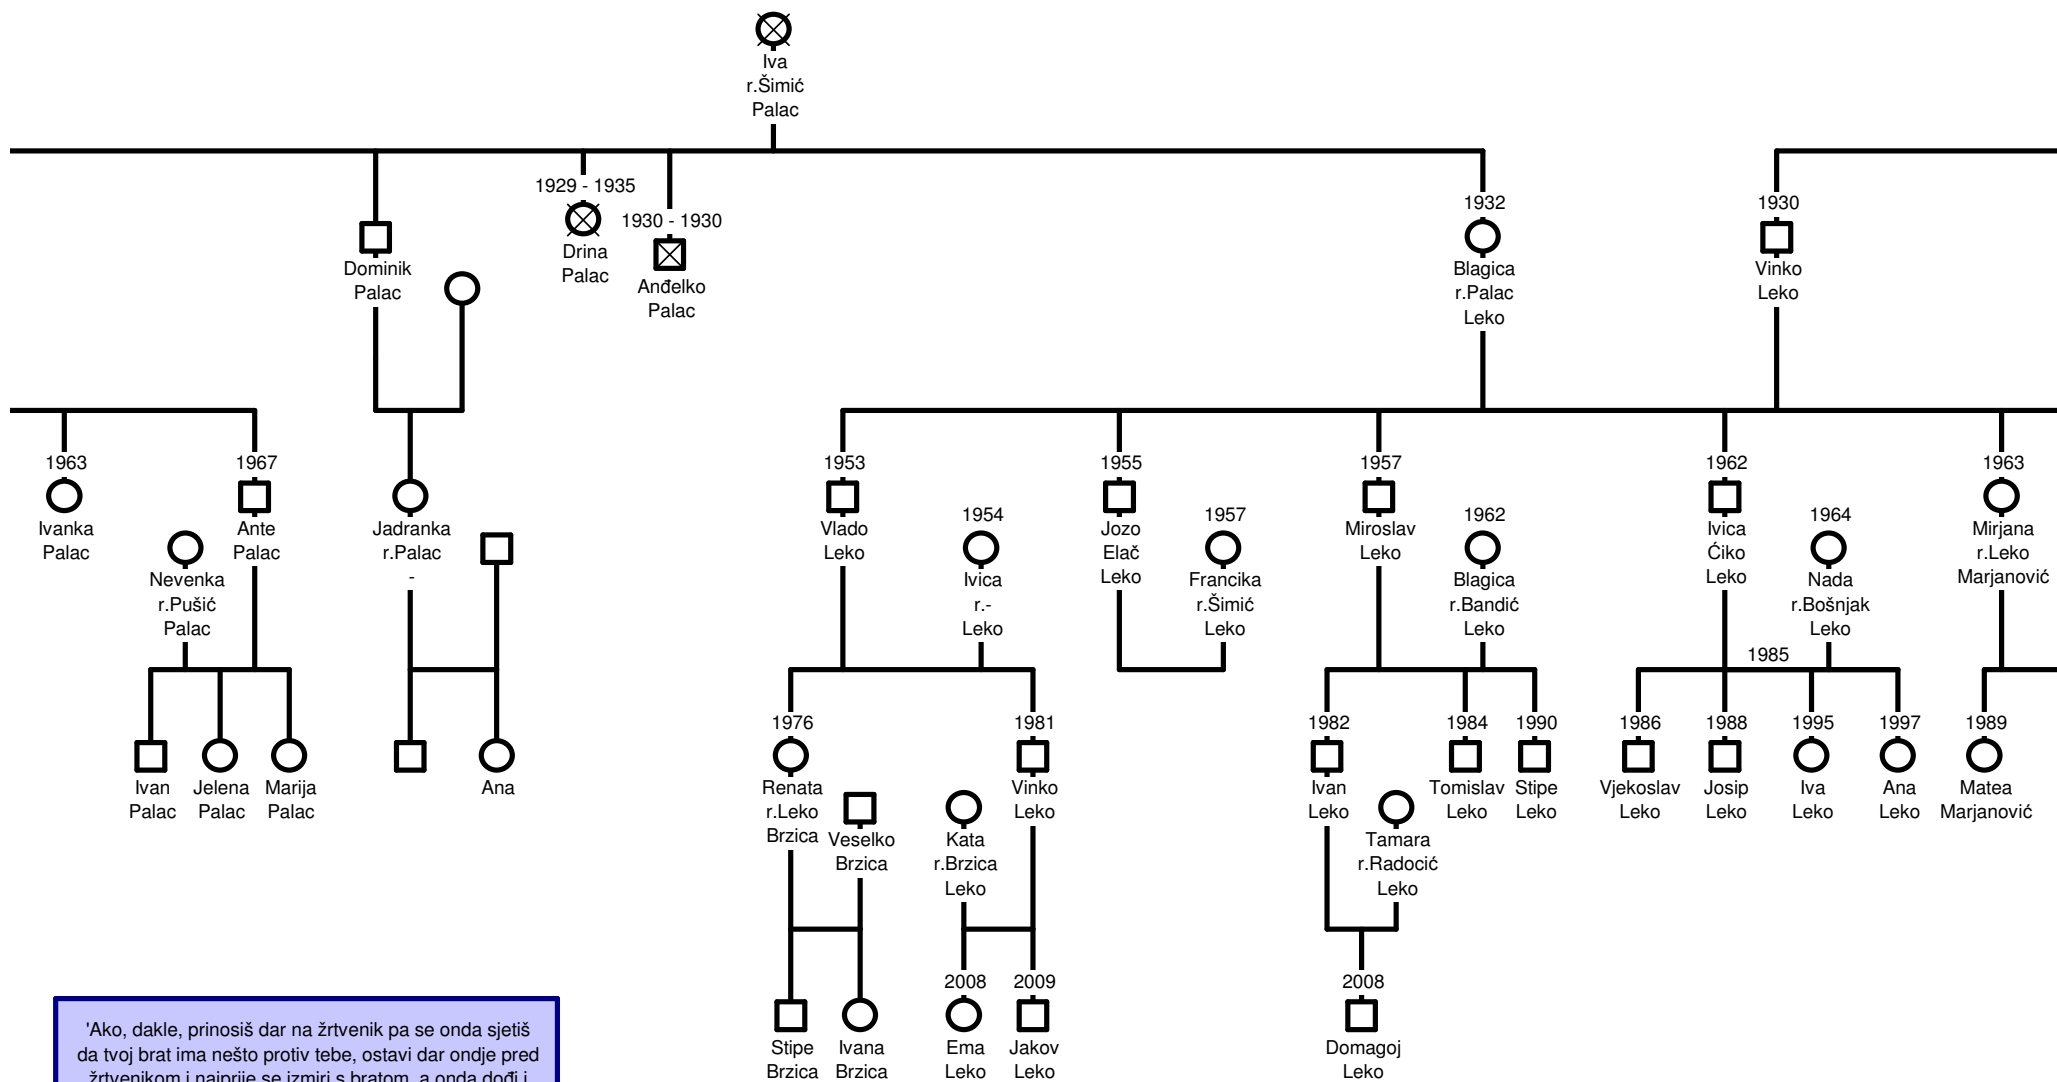 Iva
r.Šimić
Palac
1929 - 1935
Drina
Palac
1930 - 1930
Anđelko
Palac
Dominik
Palac
1932
Blagica
r.Palac
Leko
1930
Vinko
Leko
1963
Ivanka
Palac
1967
Ante
Palac
Nevenka
r.Pušić
Palac
Jadranka
r.Palac
-
1953
Vlado
Leko
1954
Ivica
r.-
Leko
1955
Jozo
Elač
Leko
1957
Francika
r.Šimić
Leko
1957
Miroslav
Leko
1962
Blagica
r.Bandić
Leko
1962
Ivica
Ćiko
Leko
1964
Nada
r.Bošnjak
Leko
1985
1963
Mirjana
r.Leko
Marjanović
Ivan
Palac
Jelena
Palac
Marija
Palac
Ana
1976
Renata
r.Leko
Brzica
Veselko
Brzica
Kata
r.Brzica
Leko
1981
Vinko
Leko
1982
Ivan
Leko
Tamara
r.Radocić
Leko
1984
Tomislav
Leko
1990
Stipe
Leko
1986
Vjekoslav
Leko
1988
Josip
Leko
1995
Iva
Leko
1997
Ana
Leko
1989
Matea
Marjanović
Stipe
Brzica
Ivana
Brzica
2008
Ema
Leko
2009
Jakov
Leko
2008
Domagoj
Leko
'Ako, dakle, prinosiš dar na žrtvenik pa se onda sjetiš
da tvoj brat ima nešto protiv tebe, ostavi dar ondje pred
žrtvenikom i najprije se izmiri s bratom, a onda dođi i